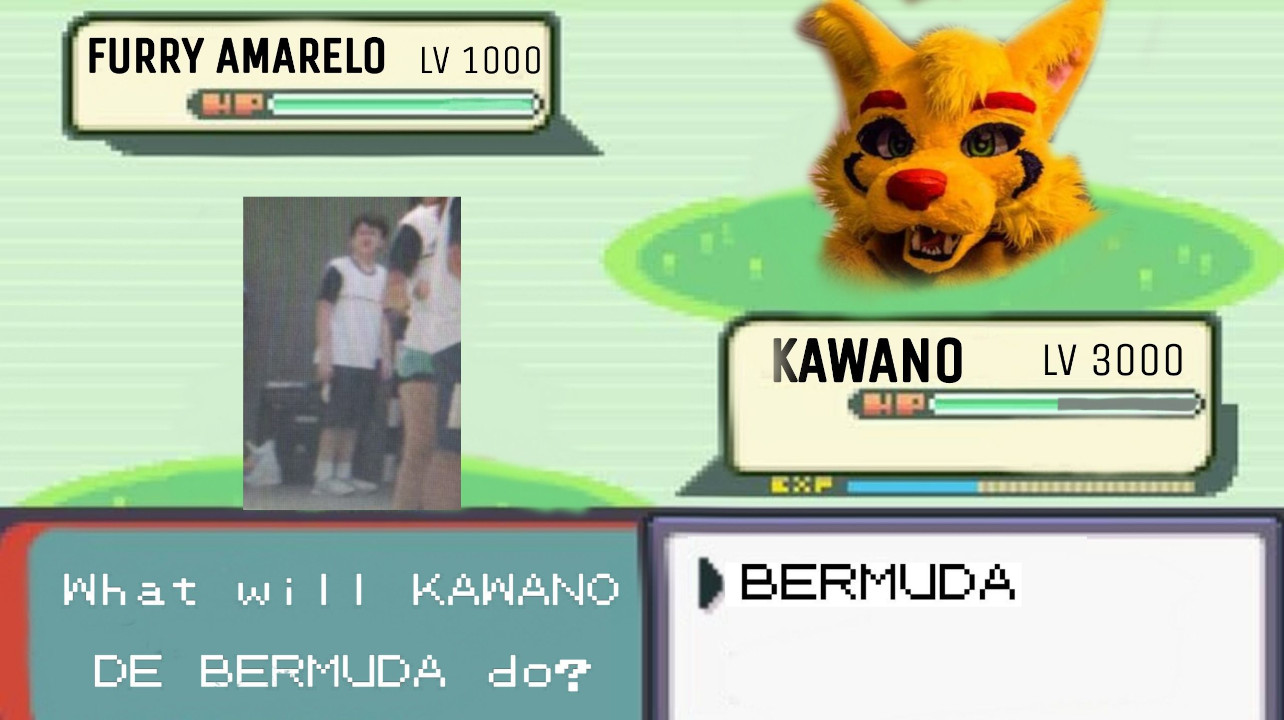 FURRY AMARELO LV 1000
HP
KAWANO LV 3000
HP
EXP
What will KAWANO
DE BERMUDA do?
BERMUDA